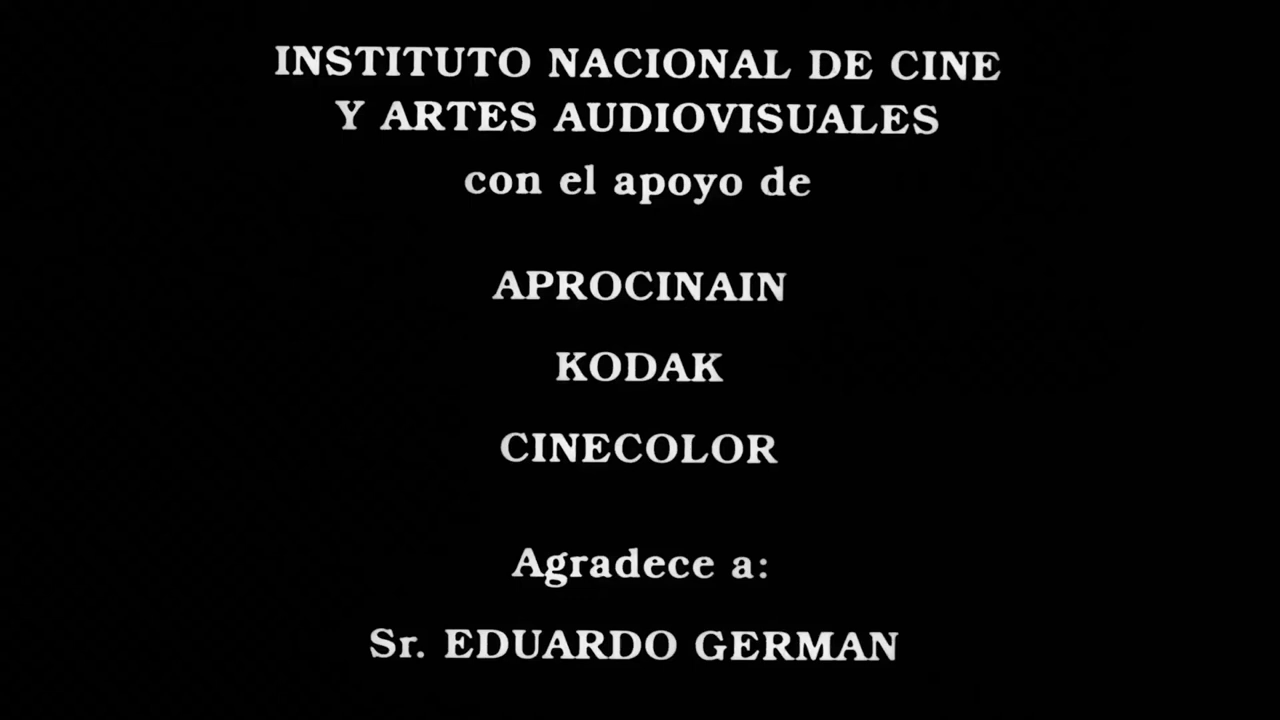 INSTITUTO NACIONAL DE CINE
Y ARTES AUDIOVISUALES
con el apoyo de
APROCINAIN
KODAK
CINECOLOR
Agradece a:
Sr. EDUARDO GERMAN